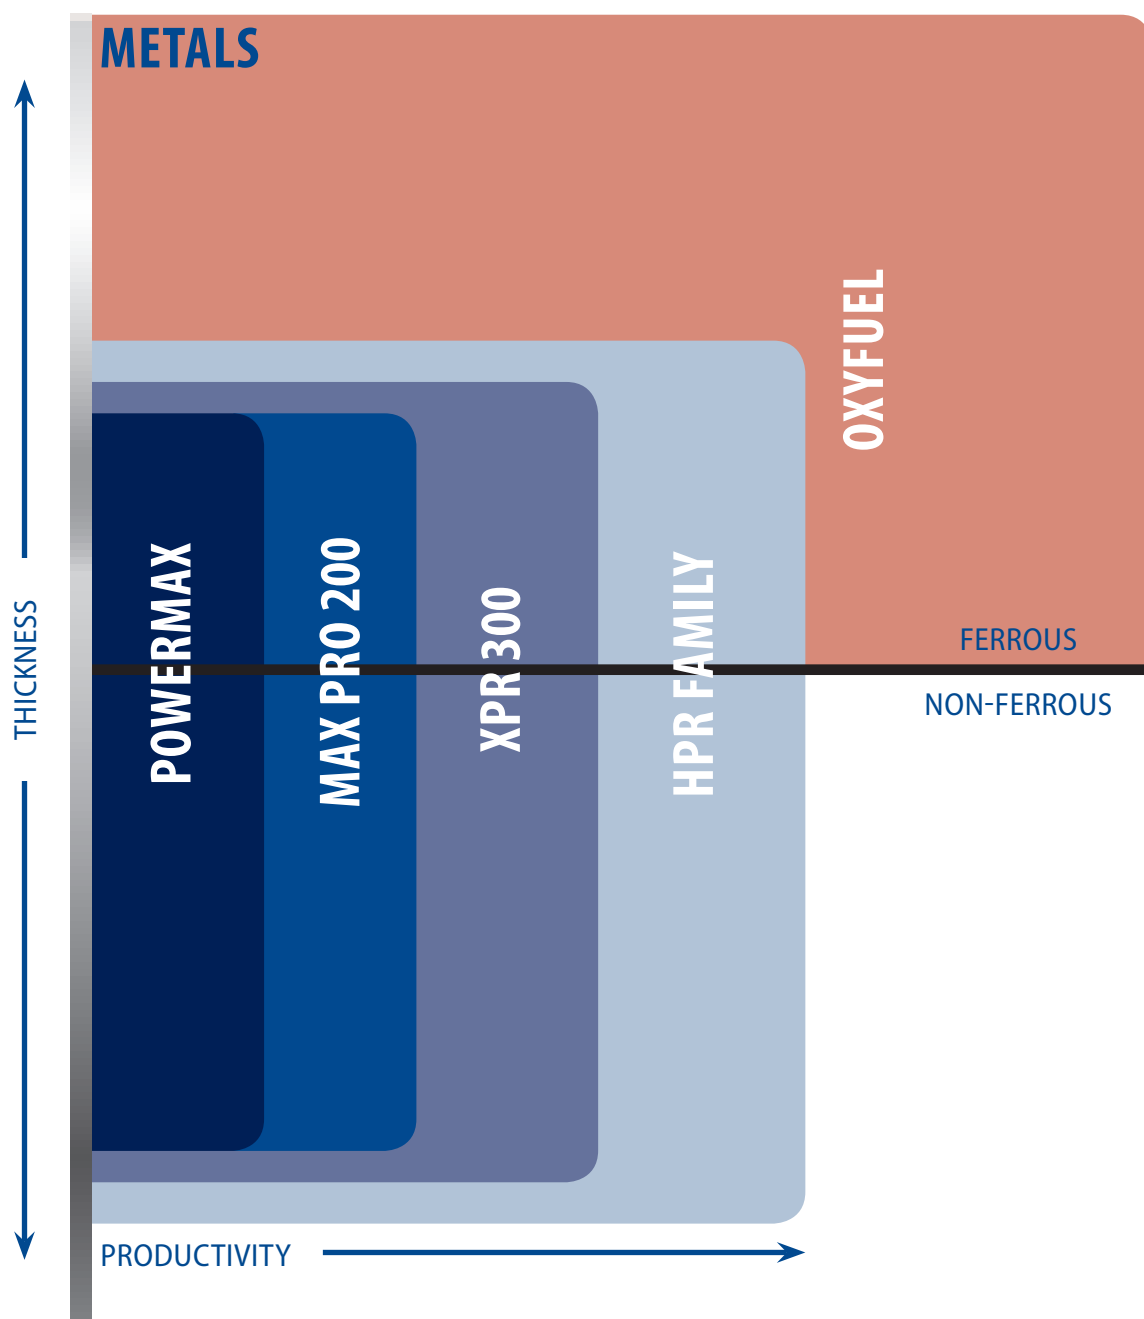 METALS
THICKNESS
POWERMAX
MAX PRO 200
XPR 300
HPR FAMILY
OXYFUEL
FERROUS
NON-FERROUS
PRODUCTIVITY